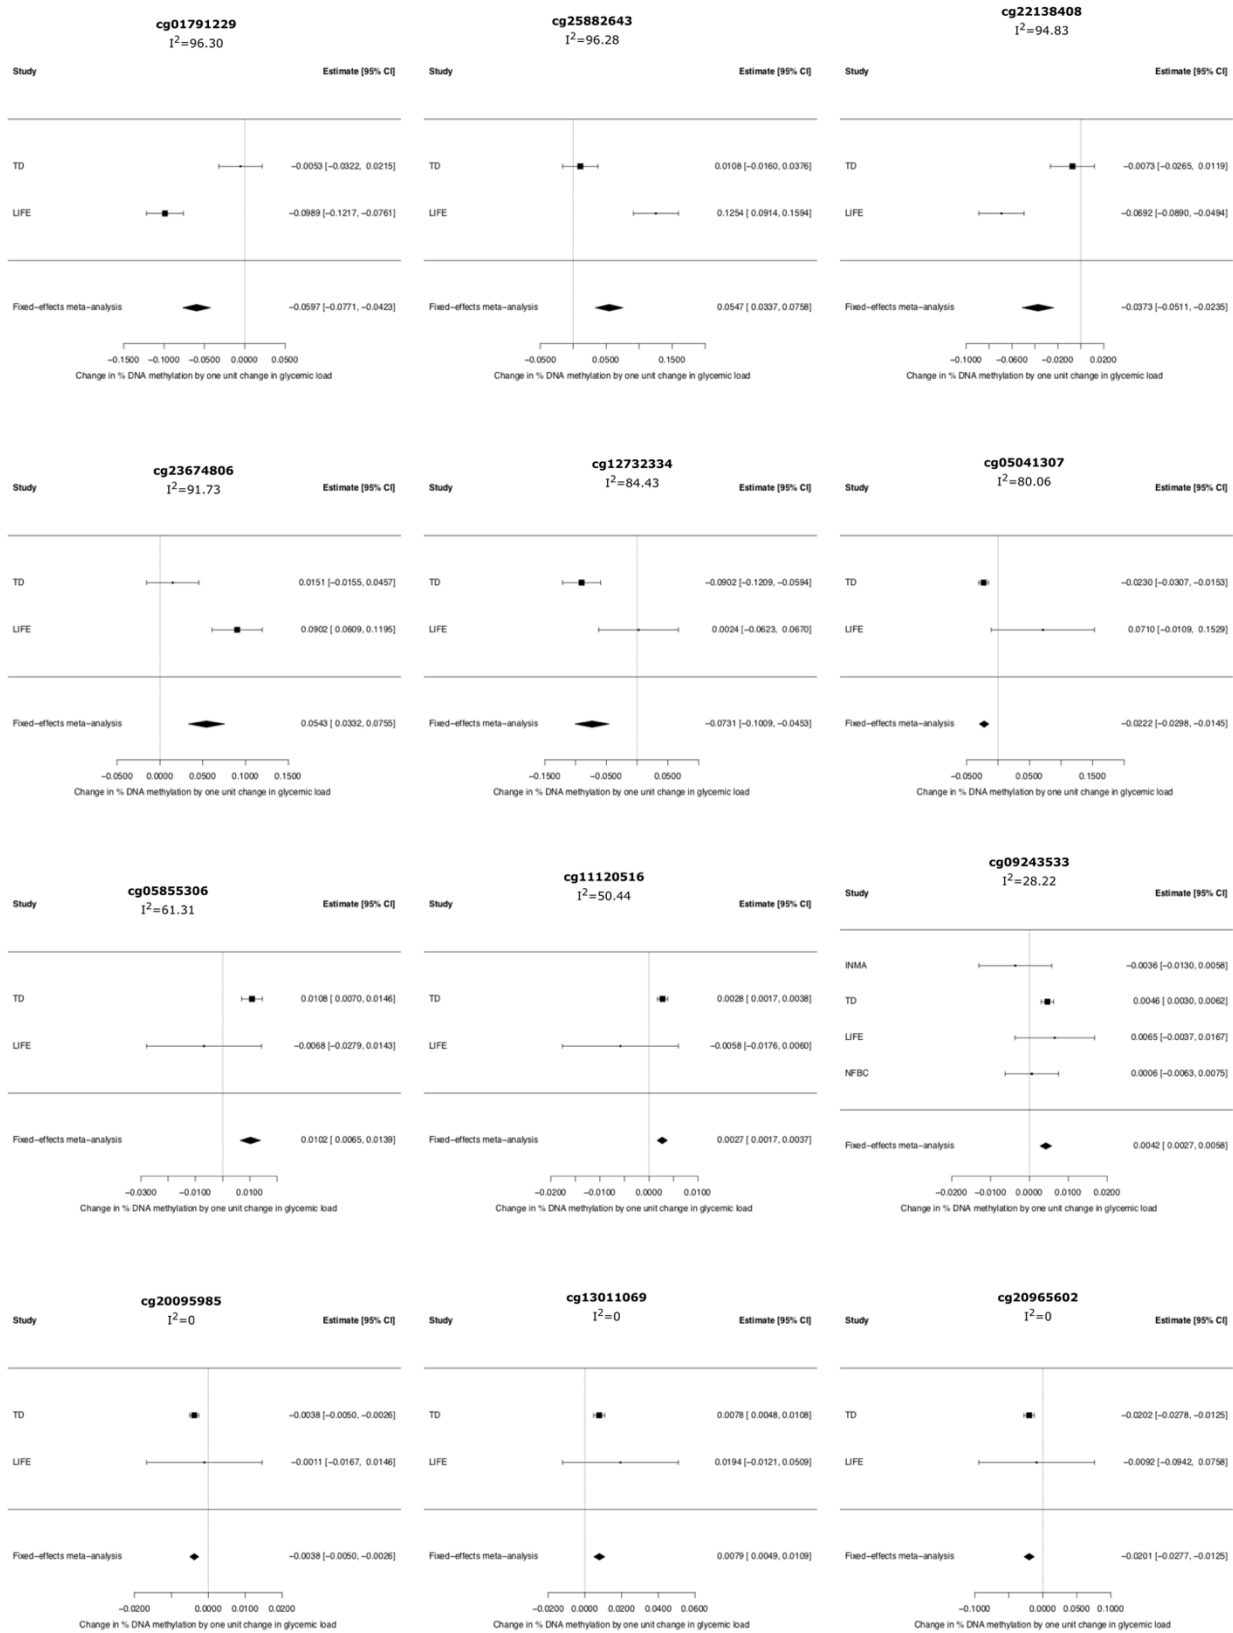 cg01791229
I²=96.30
Study Estimate [95% CI]
TD −0.0053 [−0.0322, 0.0215]
LIFE −0.0989 [−0.1217, −0.0761]
Fixed−effects meta−analysis −0.0597 [−0.0771, −0.0423]
−0.1500 −0.1000 −0.0500 0.0000 0.0500
Change in % DNA methylation by one unit change in glycemic load
cg25882643
I²=96.28
Study Estimate [95% CI]
TD 0.0108 [−0.0160, 0.0376]
LIFE 0.1254 [ 0.0914, 0.1594]
Fixed−effects meta−analysis 0.0547 [ 0.0337, 0.0758]
−0.0500 0.0500 0.1500
Change in % DNA methylation by one unit change in glycemic load
cg22138408
I²=94.83
Study Estimate [95% CI]
TD −0.0073 [−0.0265, 0.0119]
LIFE −0.0692 [−0.0890, −0.0494]
Fixed−effects meta−analysis −0.0373 [−0.0511, −0.0235]
−0.1000 −0.0600 −0.0200 0.0200
Change in % DNA methylation by one unit change in glycemic load
cg23674806
I²=91.73
Study Estimate [95% CI]
TD 0.0151 [−0.0155, 0.0457]
LIFE 0.0902 [ 0.0609, 0.1195]
Fixed−effects meta−analysis 0.0543 [ 0.0332, 0.0755]
−0.0500 0.0000 0.0500 0.1000 0.1500
Change in % DNA methylation by one unit change in glycemic load
cg12732334
I²=84.43
Study Estimate [95% CI]
TD −0.0902 [−0.1209, −0.0594]
LIFE 0.0024 [−0.0623, 0.0670]
Fixed−effects meta−analysis −0.0731 [−0.1009, −0.0453]
−0.1500 −0.0500 0.0500
Change in % DNA methylation by one unit change in glycemic load
cg05041307
I²=80.06
Study Estimate [95% CI]
TD −0.0230 [−0.0307, −0.0153]
LIFE 0.0710 [−0.0109, 0.1529]
Fixed−effects meta−analysis −0.0222 [−0.0298, −0.0145]
−0.0500 0.0500 0.1500
Change in % DNA methylation by one unit change in glycemic load
cg05855306
I²=61.31
Study Estimate [95% CI]
TD 0.0108 [ 0.0070, 0.0146]
LIFE −0.0068 [−0.0279, 0.0143]
Fixed−effects meta−analysis 0.0102 [ 0.0065, 0.0139]
−0.0300 −0.0100 0.0100
Change in % DNA methylation by one unit change in glycemic load
cg11120516
I²=50.44
Study Estimate [95% CI]
TD 0.0028 [ 0.0017, 0.0038]
LIFE −0.0058 [−0.0176, 0.0060]
Fixed−effects meta−analysis 0.0027 [ 0.0017, 0.0037]
−0.0200 −0.0100 0.0000 0.0100
Change in % DNA methylation by one unit change in glycemic load
cg09243533
I²=28.22
Study Estimate [95% CI]
INMA −0.0036 [−0.0130, 0.0058]
TD 0.0046 [ 0.0030, 0.0062]
LIFE 0.0065 [−0.0037, 0.0167]
NFBC 0.0006 [−0.0063, 0.0075]
Fixed−effects meta−analysis 0.0042 [ 0.0027, 0.0058]
−0.0200 −0.0100 0.0000 0.0100 0.0200
Change in % DNA methylation by one unit change in glycemic load
cg20095985
I²=0
Study Estimate [95% CI]
TD −0.0038 [−0.0050, −0.0026]
LIFE −0.0011 [−0.0167, 0.0146]
Fixed−effects meta−analysis −0.0038 [−0.0050, −0.0026]
−0.0200 0.0000 0.0100 0.0200
Change in % DNA methylation by one unit change in glycemic load
cg13011069
I²=0
Study Estimate [95% CI]
TD 0.0078 [ 0.0048, 0.0108]
LIFE 0.0194 [−0.0121, 0.0509]
Fixed−effects meta−analysis 0.0079 [ 0.0049, 0.0109]
−0.0200 0.0000 0.0200 0.0400 0.0600
Change in % DNA methylation by one unit change in glycemic load
cg20965602
I²=0
Study Estimate [95% CI]
TD −0.0202 [−0.0278, −0.0125]
LIFE −0.0092 [−0.0942, 0.0758]
Fixed−effects meta−analysis −0.0201 [−0.0277, −0.0125]
−0.1000 0.0000 0.0500 0.1000
Change in % DNA methylation by one unit change in glycemic load